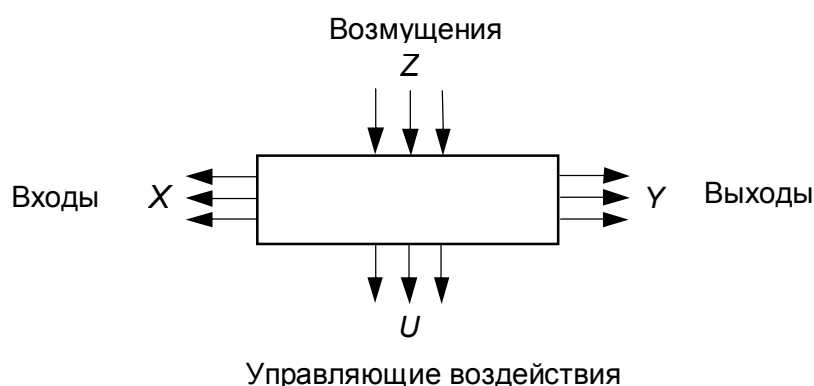 Возмущения
Z
Входы X Y Выходы
U
Управляющие воздействия